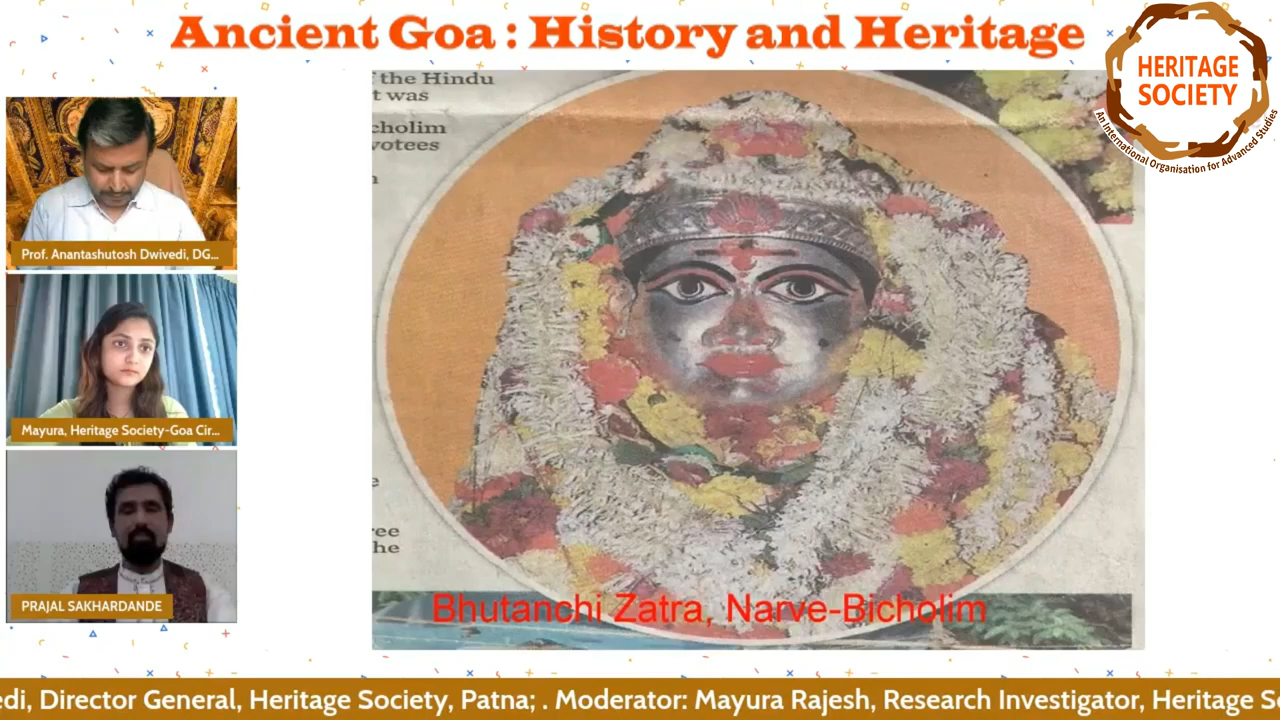 Ancient Goa : History and Heritage
HERITAGE
SOCIETY
An International Organisation for Advanced Studies
the Hindu
t was
cholim
votees
Prof. Anantashutosh Dwivedi, DG...
Mayura, Heritage Society-Goa Cir...
PRAJAL SAKHARDANDE
ree
he
Bhutanchi Zatra, Narve-Bicholim
edi, Director General, Heritage Society, Patna; . Moderator: Mayura Rajesh, Research Investigator, Heritage S